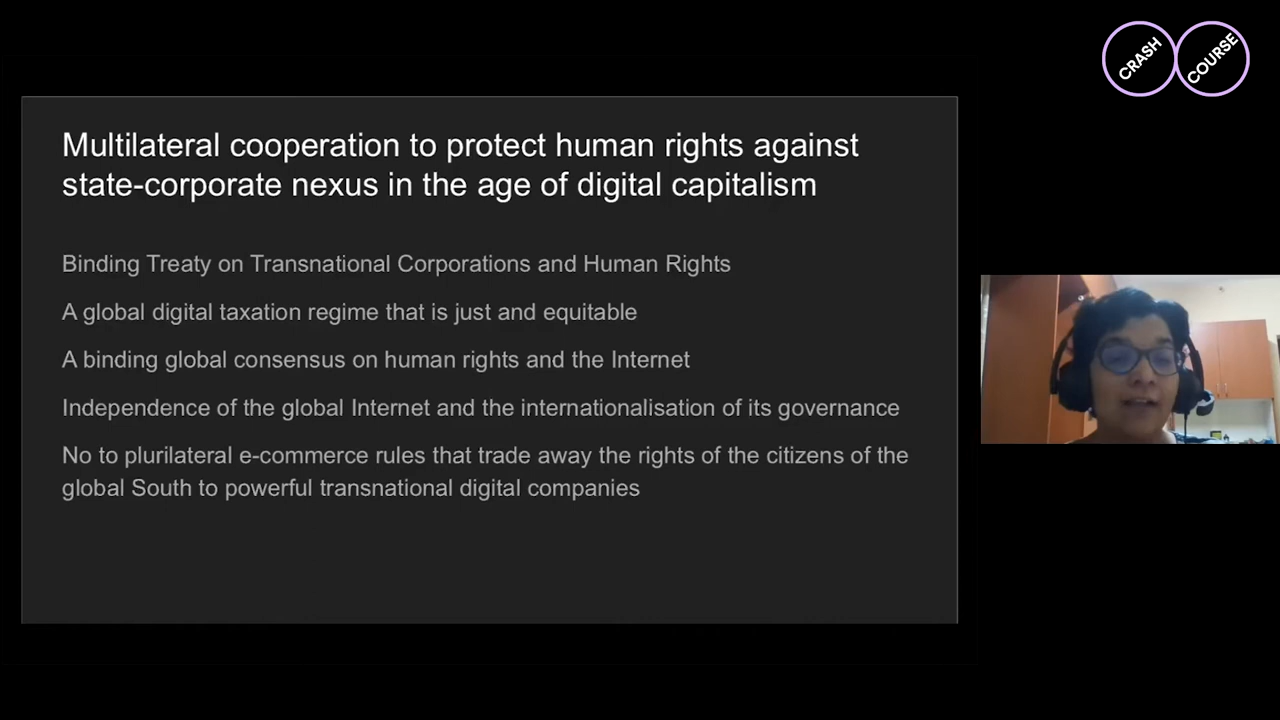 CRASH COURSE
Multilateral cooperation to protect human rights against
state-corporate nexus in the age of digital capitalism
Binding Treaty on Transnational Corporations and Human Rights
A global digital taxation regime that is just and equitable
A binding global consensus on human rights and the Internet
Independence of the global Internet and the internationalisation of its governance
No to plurilateral e-commerce rules that trade away the rights of the citizens of the
global South to powerful transnational digital companies